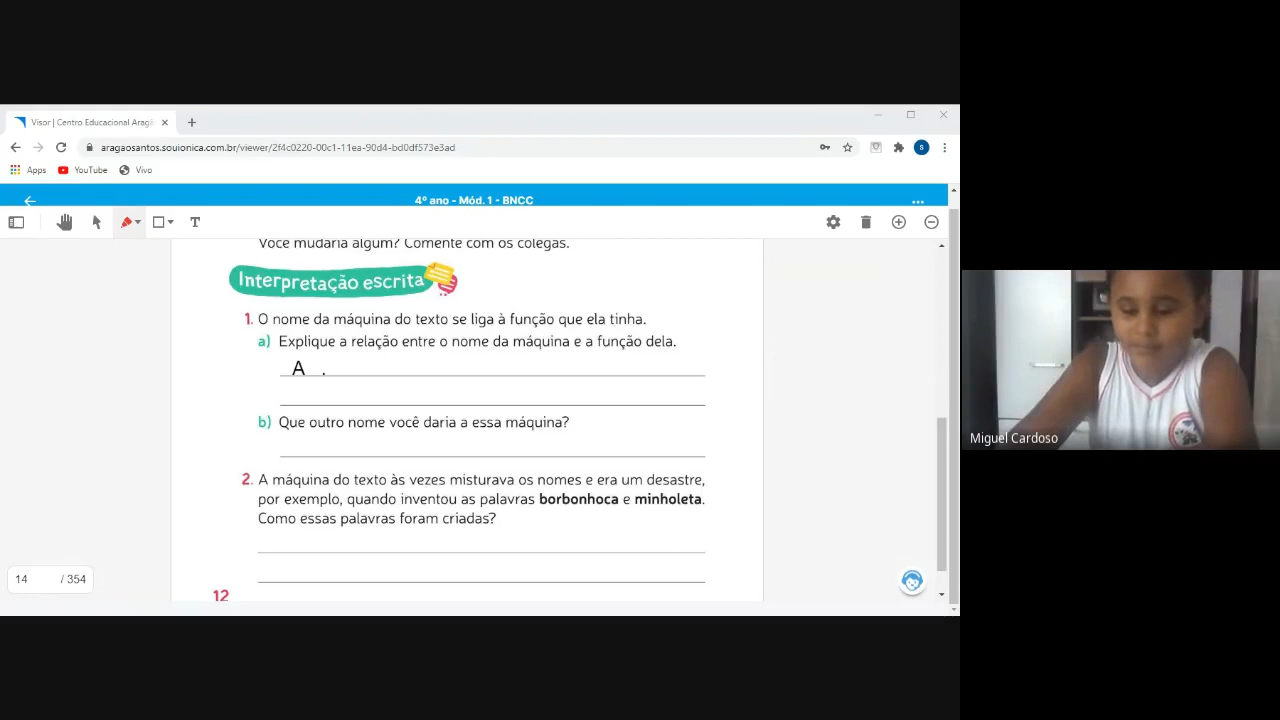 Visor | Centro Educacional Aragã
aragaosantos.souionica.com.br/viewer/2f4c0220-00c1-11ea-90d4-bd0df573e3ad
S
Apps YouTube Vivo
4º ano - Mód. 1 - BNCC
T
Você mudaria algum? Comente com os colegas.
Interpretação escrita
1. O nome da máquina do texto se liga à função que ela tinha.
a) Explique a relação entre o nome da máquina e a função dela.
A .
b) Que outro nome você daria a essa máquina?
2. A máquina do texto às vezes misturava os nomes e era um desastre,
por exemplo, quando inventou as palavras borbonhoca e minholeta.
Como essas palavras foram criadas?
14 / 354
12
Miguel Cardoso